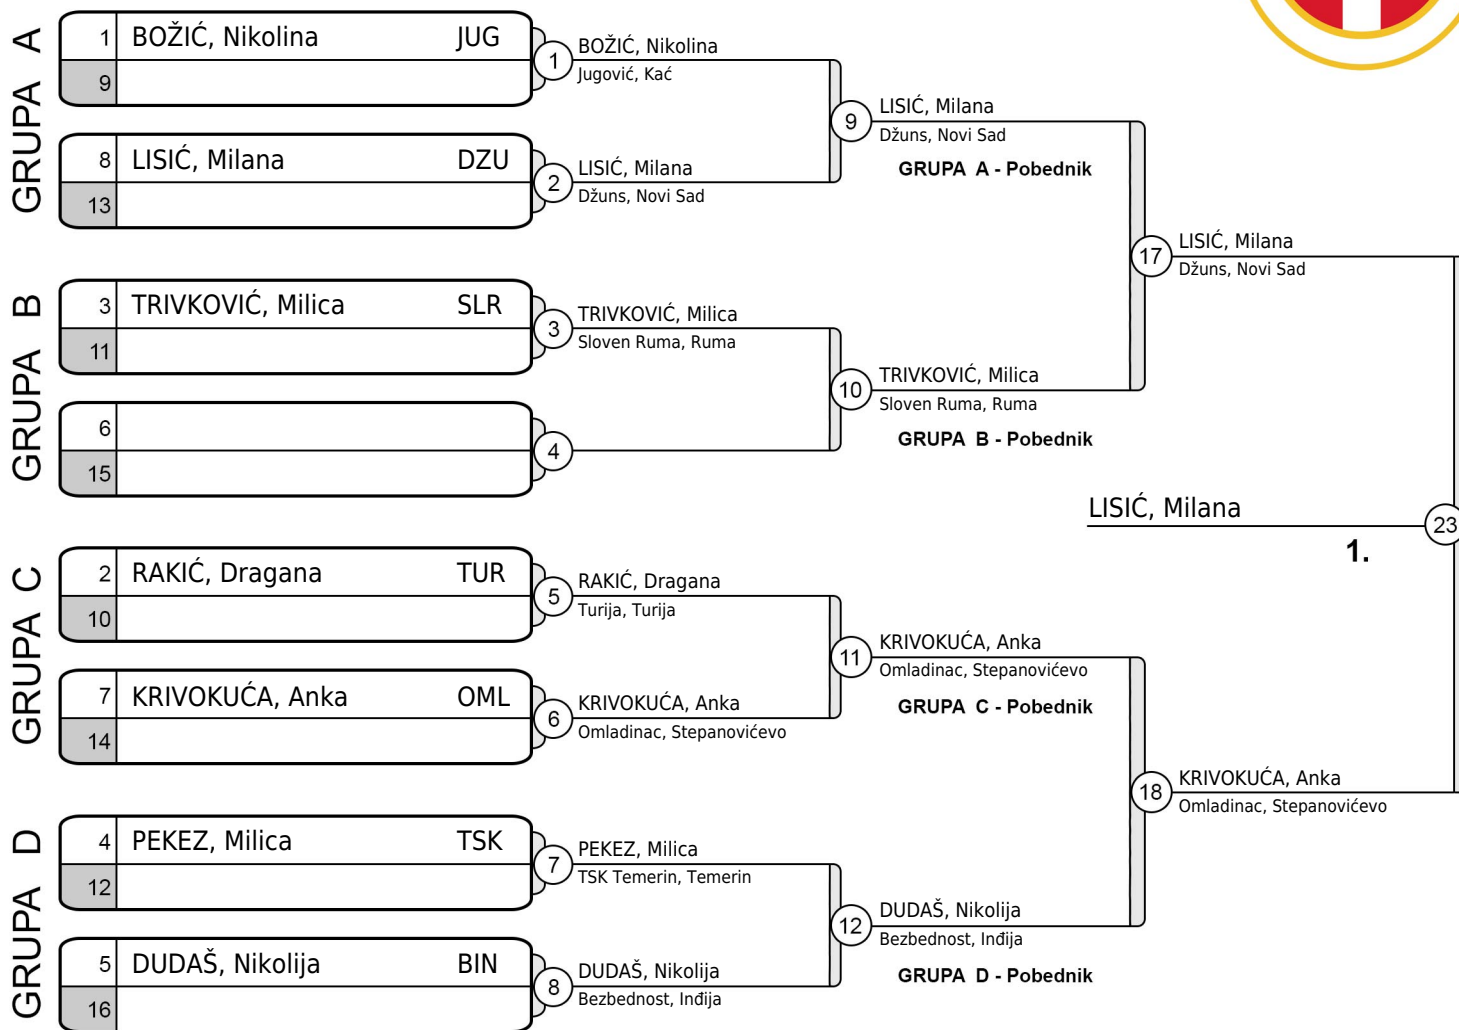 GRUPA A
1 BOŽIĆ, Nikolina JUG
9
8 LISIĆ, Milana DZU
13
GRUPA B
3 TRIVKOVIĆ, Milica SLR
11
6
15
GRUPA C
2 RAKIĆ, Dragana TUR
10
7 KRIVOKUĆA, Anka OML
14
GRUPA D
4 PEKEZ, Milica TSK
12
5 DUDAŠ, Nikolija BIN
16
1
BOŽIĆ, Nikolina
Jugović, Kać
2
LISIĆ, Milana
Džuns, Novi Sad
3
TRIVKOVIĆ, Milica
Sloven Ruma, Ruma
4
5
RAKIĆ, Dragana
Turija, Turija
6
KRIVOKUĆA, Anka
Omladinac, Stepanovićevo
7
PEKEZ, Milica
TSK Temerin, Temerin
8
DUDAŠ, Nikolija
Bezbednost, Inđija
9
LISIĆ, Milana
Džuns, Novi Sad
GRUPA A - Pobednik
10
TRIVKOVIĆ, Milica
Sloven Ruma, Ruma
GRUPA B - Pobednik
11
KRIVOKUĆA, Anka
Omladinac, Stepanovićevo
GRUPA C - Pobednik
12
DUDAŠ, Nikolija
Bezbednost, Inđija
GRUPA D - Pobednik
17
LISIĆ, Milana
Džuns, Novi Sad
18
KRIVOKUĆA, Anka
Omladinac, Stepanovićevo
LISIĆ, Milana
23
1.